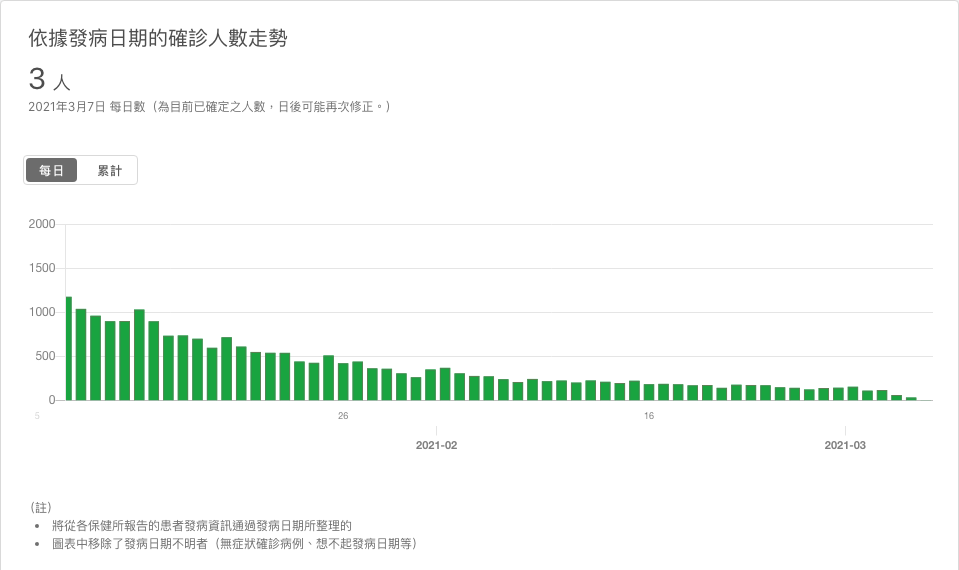 依據發病日期的確診人數走勢
3 人
2021年3月7日 每日數（為目前已確定之人數，日後可能再次修正。）
每日 累計
2000
1500
1000
500
0
5 26 16
2021-02 2021-03
（註）
• 將從各保健所報告的患者發病資訊通過發病日期所整理的
• 圖表中移除了發病日期不明者（無症狀確診病例、想不起發病日期等）